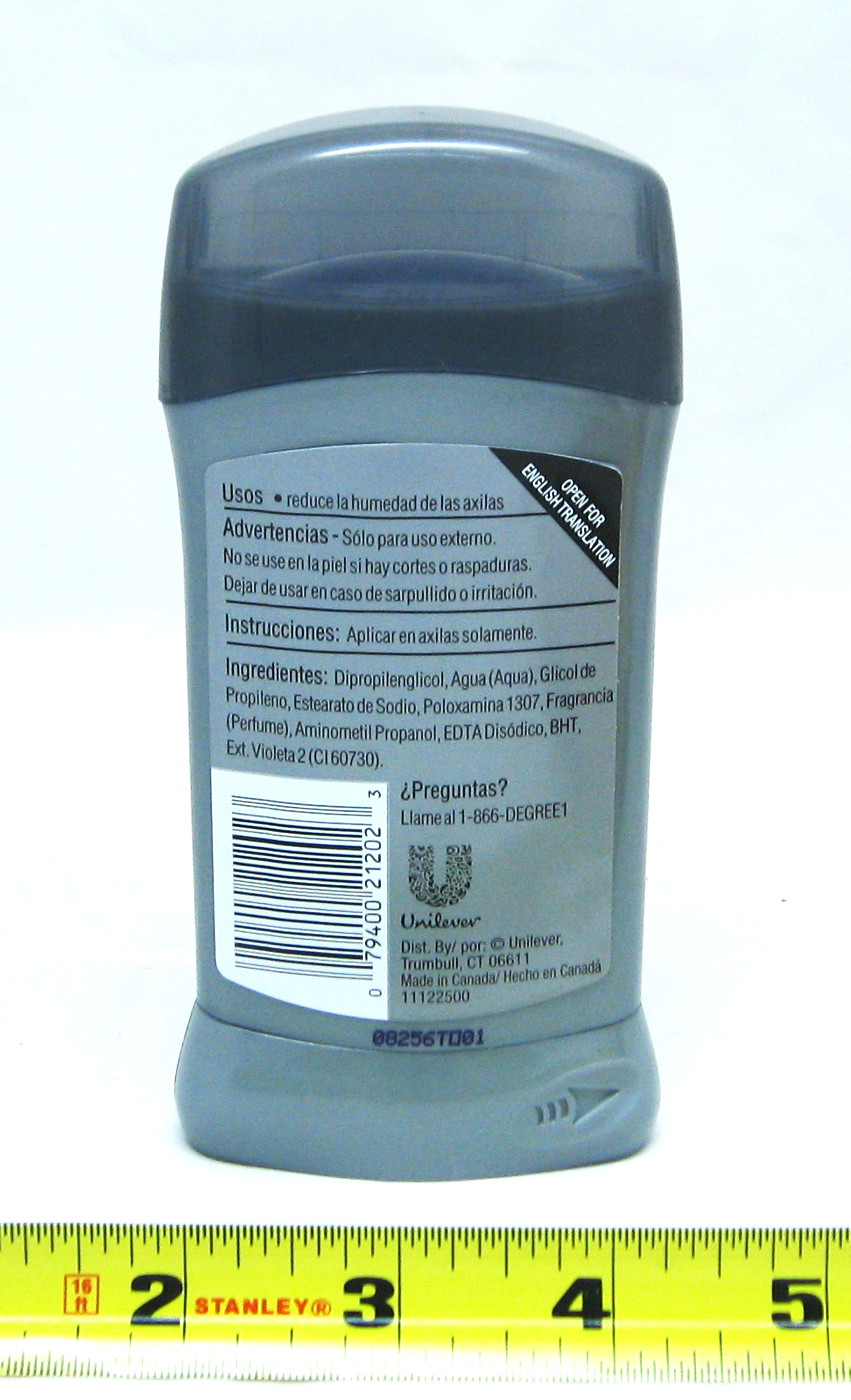 OPEN FOR
ENGLISH TRANSLATION
Usos • reduce la humedad de las axilas
Advertencias - Sólo para uso externo.
No se use en la piel si hay cortes o raspaduras.
Dejar de usar en caso de sarpullido o irritación.
Instrucciones: Aplicar en axilas solamente.
Ingredientes: Dipropilenglicol, Agua (Aqua), Glicol de
Propileno, Estearato de Sodio, Poloxamina 1307, Fragrancia
(Perfume), Aminometil Propanol, EDTA Disódico, BHT,
Ext. Violeta 2 (CI 60730).
0 79400 21202 3
¿Preguntas?
Llame al 1-866-DEGREE1
U
Unilever
Dist. By/ por: © Unilever,
Trumbull, CT 06611
Made in Canada/ Hecho en Canadá
11122500
08256T□01
16
ft
2 STANLEY® 3 4 5